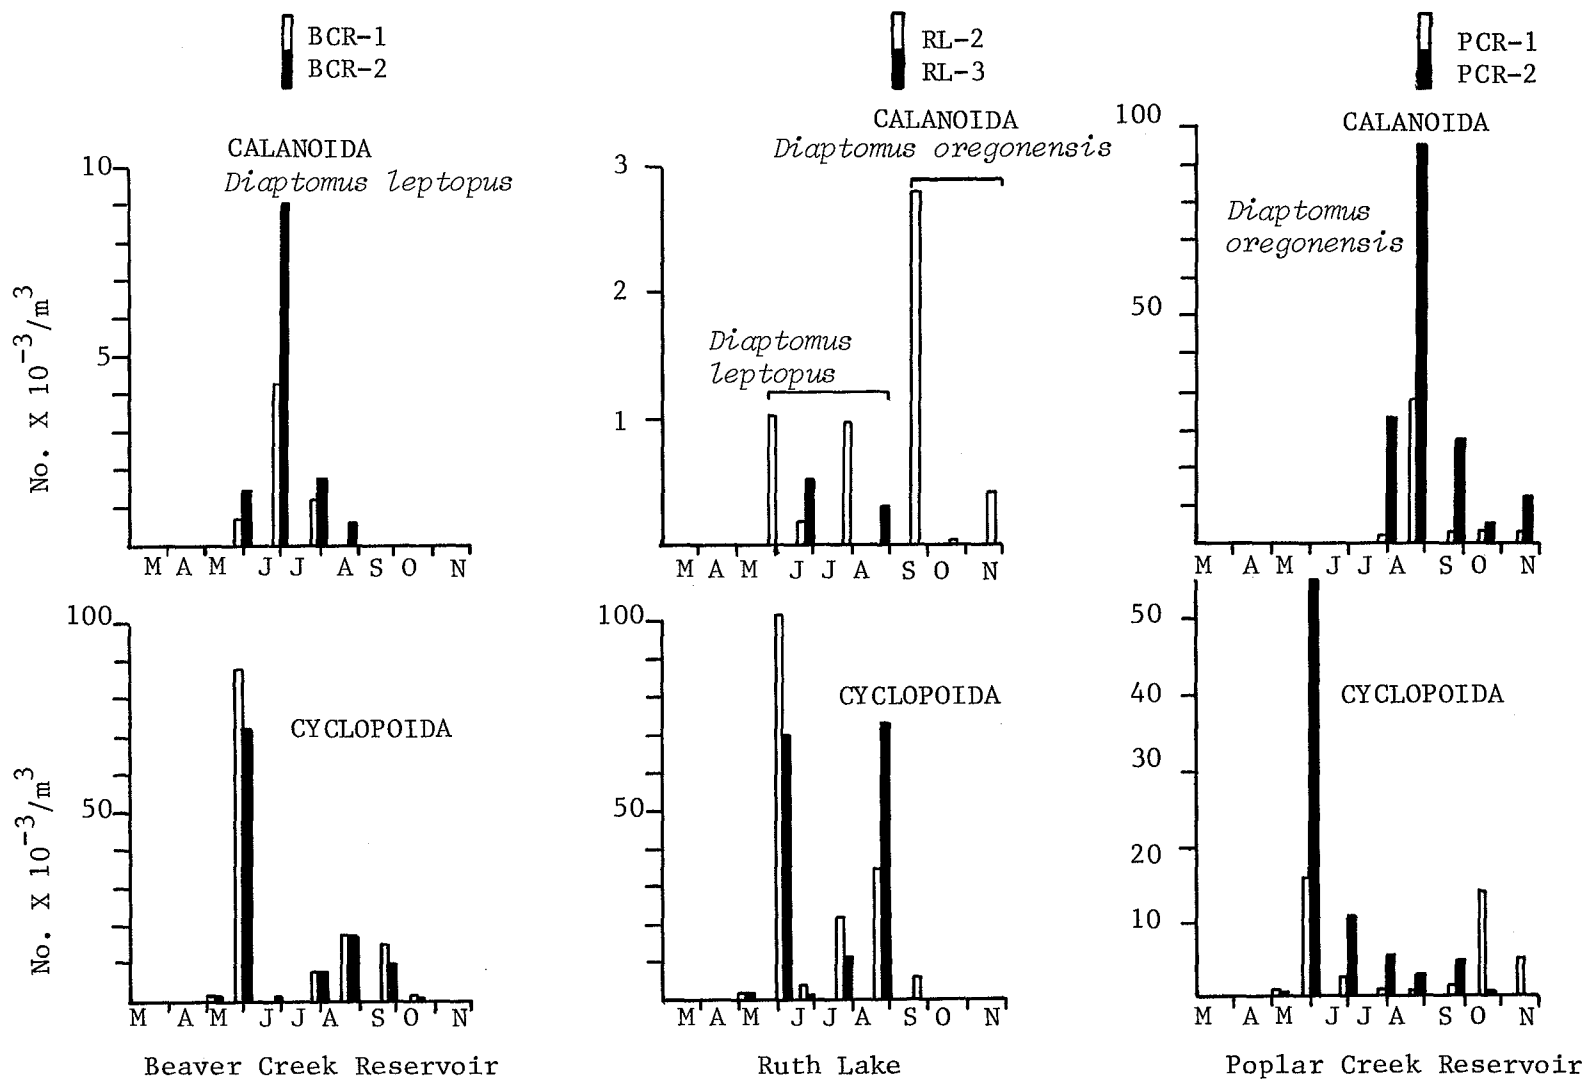 BCR-1
BCR-2
RL-2
RL-3
PCR-1
PCR-2
CALANOIDA
Diaptomus leptopus
10
5
No. X 10⁻³/m³
M A M J J A S O N
CALANOIDA
Diaptomus oregonensis
3
2
1
Diaptomus
leptopus
M A M J J A S O N
CALANOIDA
100
50
Diaptomus
oregonensis
M A M J J A S O N
100
50
CYCLOPOIDA
No. X 10⁻³/m³
M A M J J A S O N
Beaver Creek Reservoir
100
50
CYCLOPOIDA
M A M J J A S O N
Ruth Lake
50
40
30
20
10
CYCLOPOIDA
M A M J J A S O N
Poplar Creek Reservoir